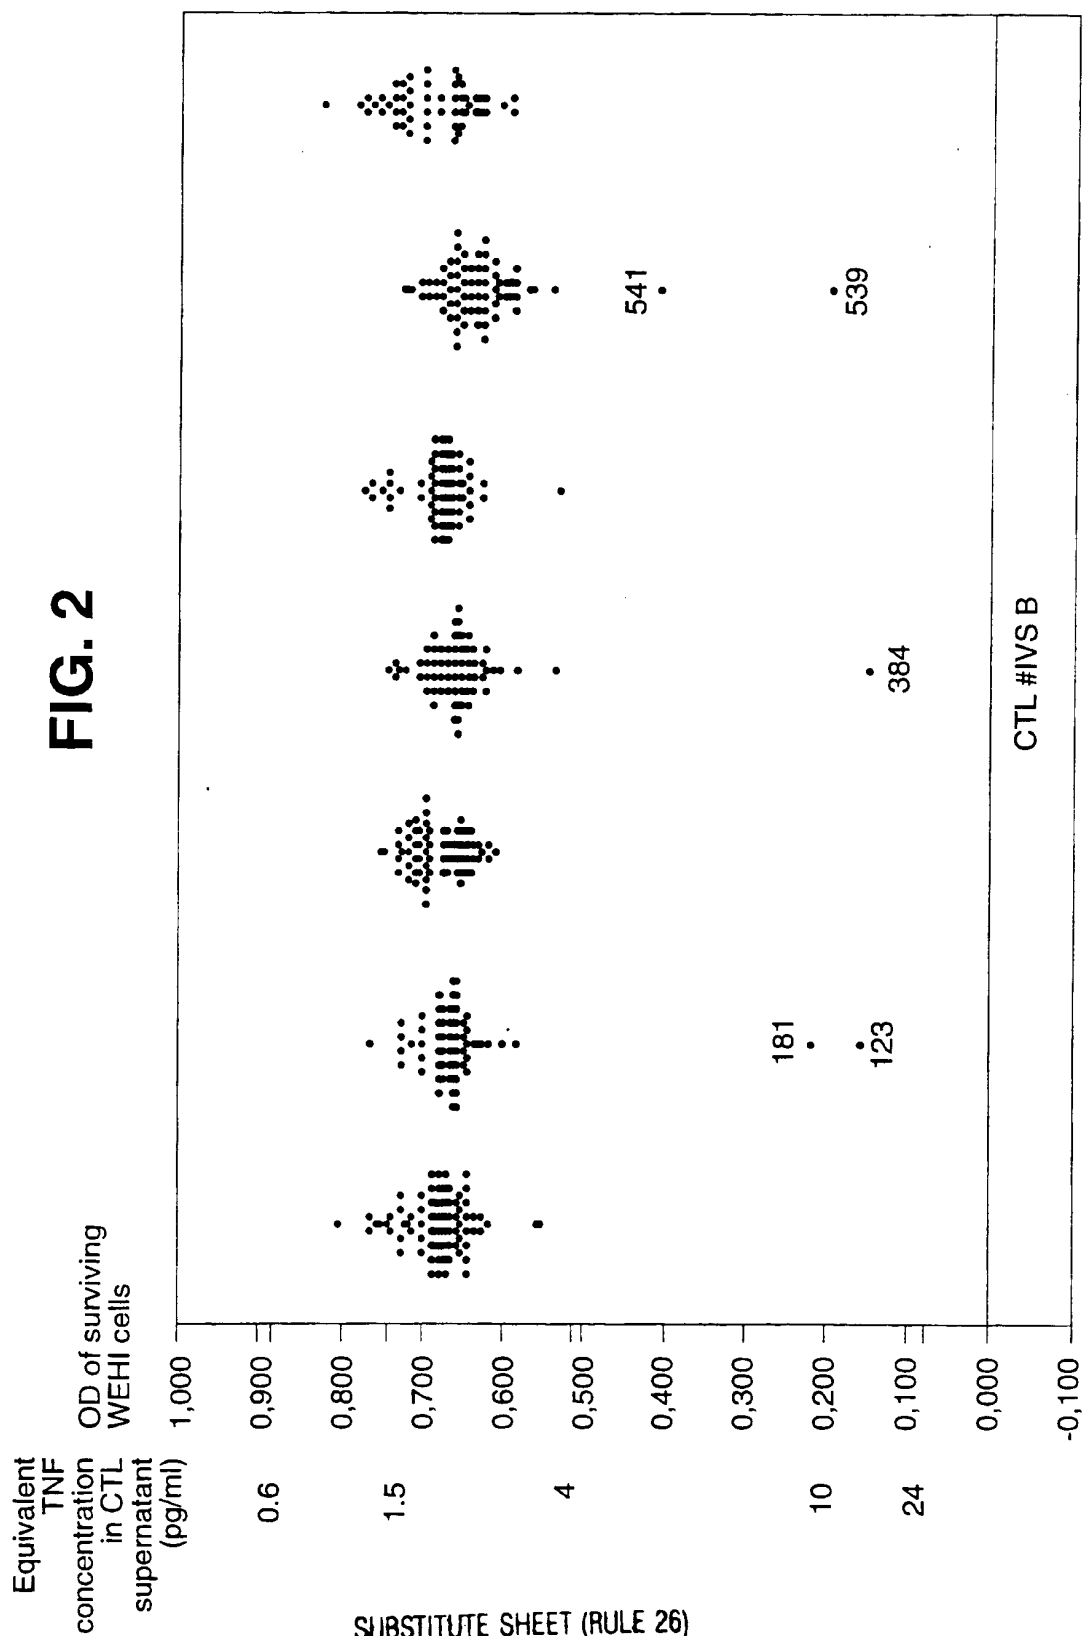 FIG. 2
Equivalent
TNF
concentration
in CTL
supernatant
(pg/ml)
OD of surviving
WEHI cells
1,000
0,900
0,800
0,700
0,600
0,500
0,400
0,300
0,200
0,100
0,000
-0,100
0.6
1.5
4
10
24
181
123
384
541
539
CTL #IVS B
SUBSTITUTE SHEET (RULE 26)